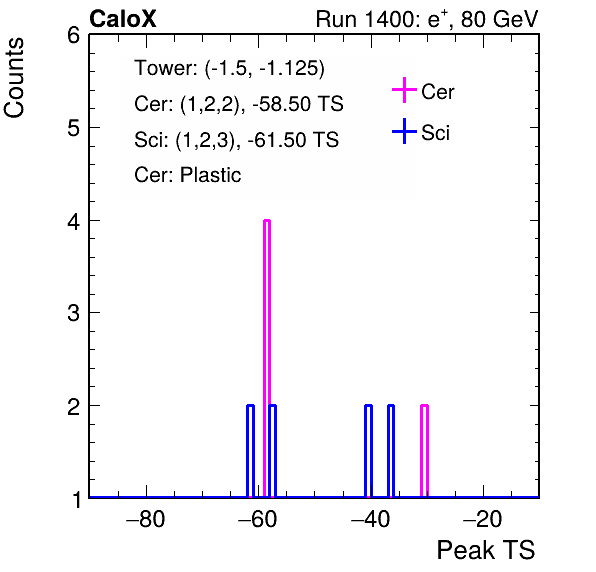 CaloX Run 1400: e+, 80 GeV
Counts
6
Tower: (-1.5, -1.125)
Cer: (1,2,2), -58.50 TS
Sci: (1,2,3), -61.50 TS
Cer: Plastic
Cer
Sci
5
4
3
2
1
−80 −60 −40 −20
Peak TS